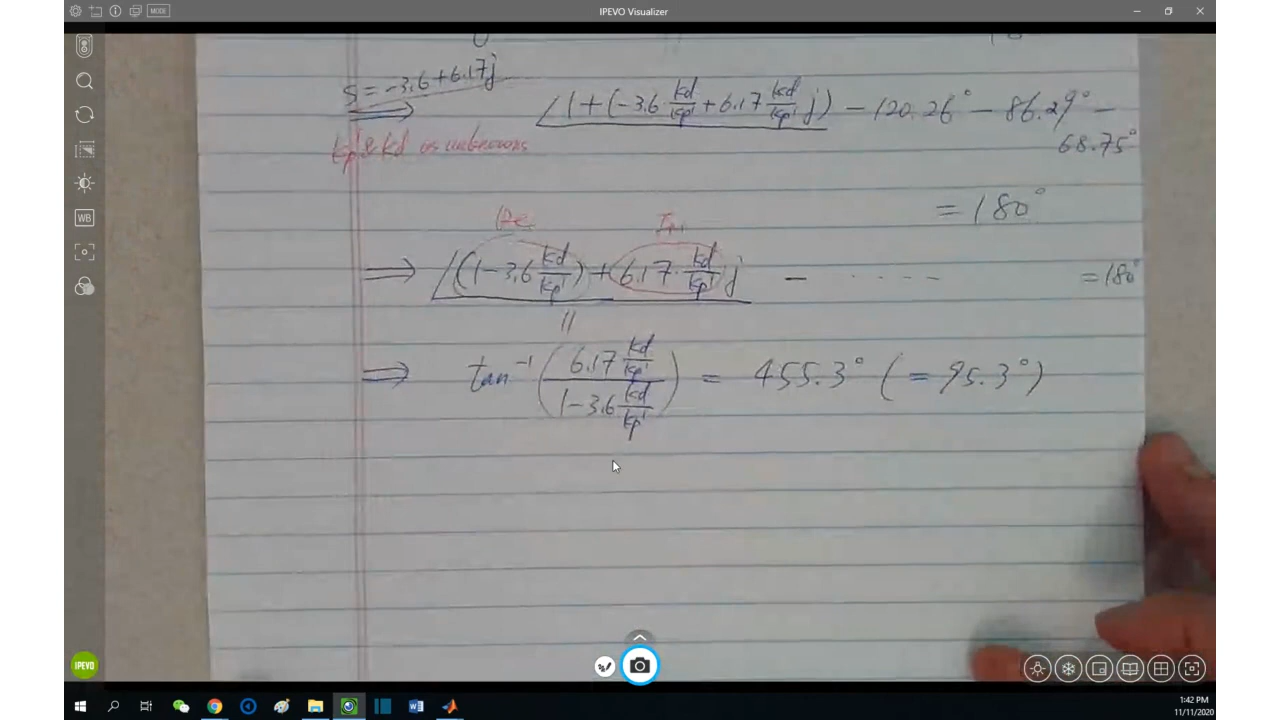 IPEVO Visualizer
MODE
S = -3.6 + 6.17j
⟹ ∠1 + (-3.6 kd/kp' + 6.17 kd/kp' j) - 120.26° - 86.29° - 68.75°
kp' & kd as unknowns
= 180°
Re Im
⟹ ∠(1 - 3.6 kd/kp') + 6.17 · kd/kp' j - · - - - - = 180°
||
⟹ tan⁻¹ ( 6.17 kd/kp' / 1 - 3.6 kd/kp' ) = 455.3° ( = 95.3° )
WB
IPEVO
1:42 PM
11/11/2020